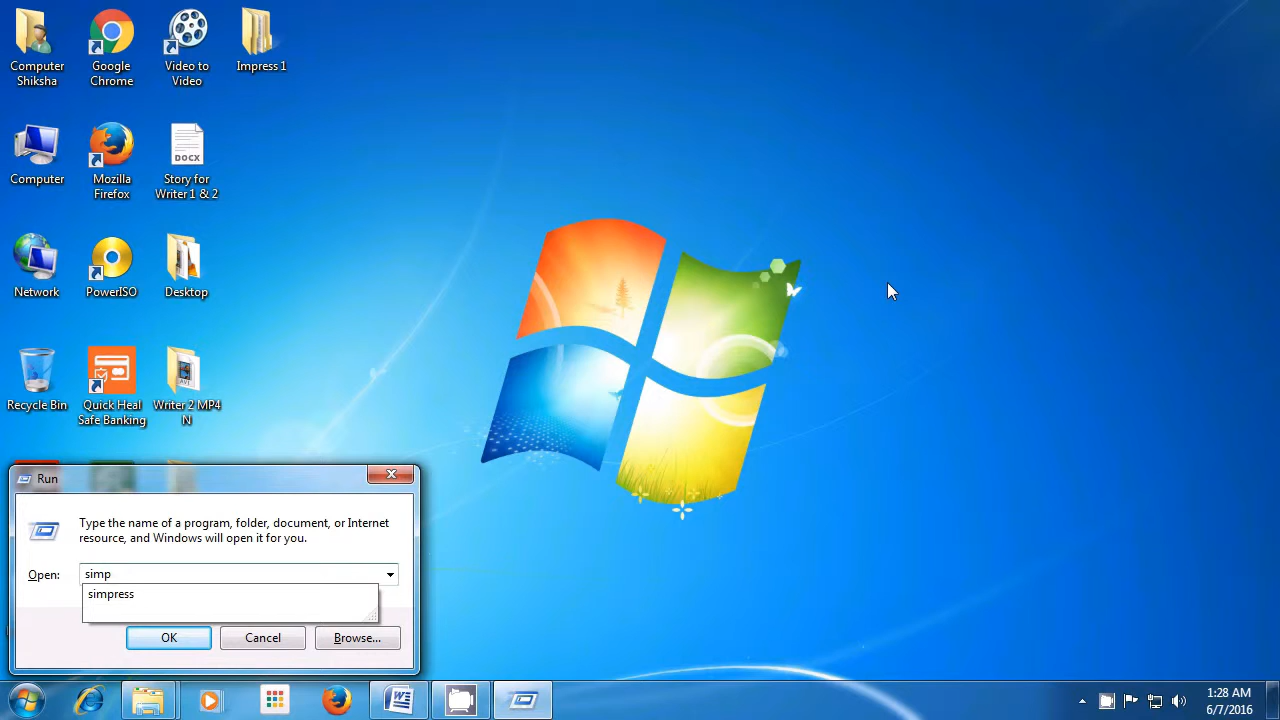 Computer
Shiksha
Google
Chrome
Video to
Video
Impress 1
Computer
Mozilla
Firefox
DOCX
Story for
Writer 1 & 2
Network
PowerISO
Desktop
Recycle Bin
Quick Heal
Safe Banking
Writer 2 MP4
N
Run
Type the name of a program, folder, document, or Internet
resource, and Windows will open it for you.
Open:
simp
simpress
OK
Cancel
Browse...
1:28 AM
6/7/2016